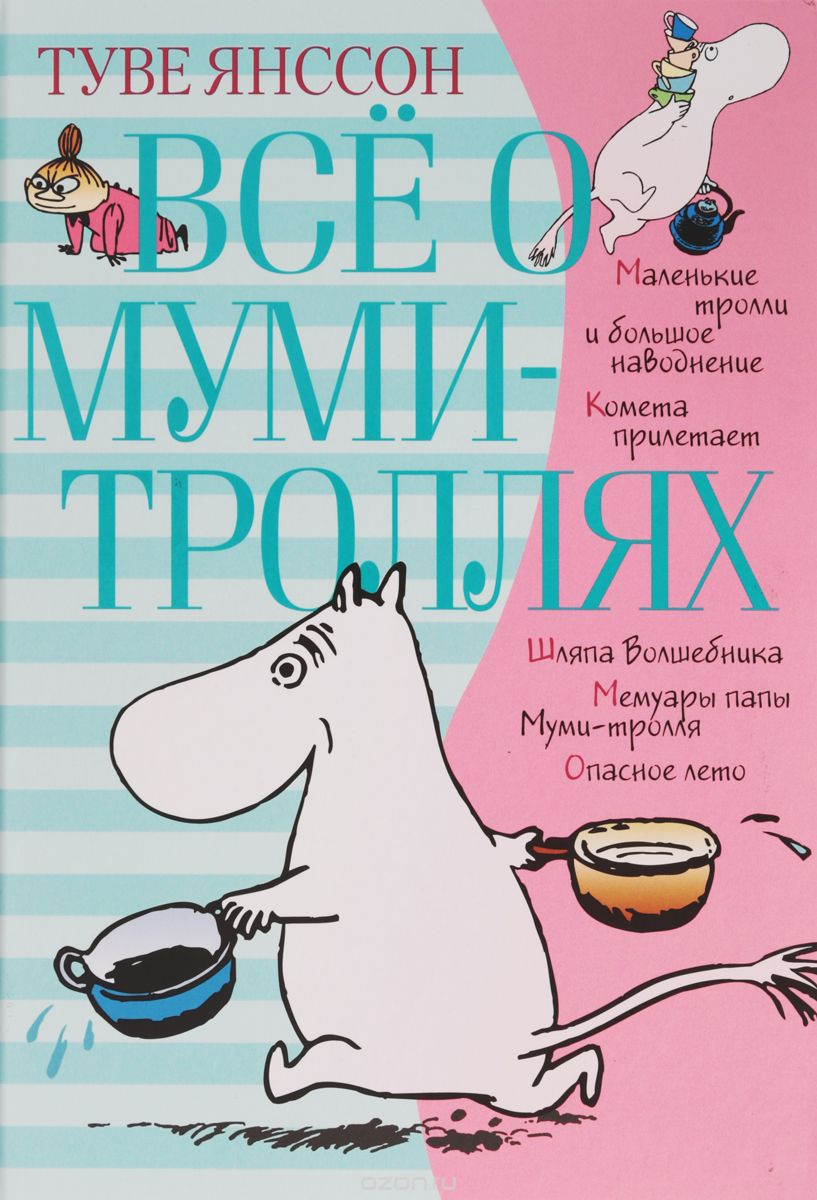 ТУВЕ ЯНССОН
ВСЁ О
МУМИ-
ТРОЛЛЯХ
Маленькие
тролли
и большое
наводнение
Комета
прилетает
Шляпа Волшебника
Мемуары папы
Муми-тролля
Опасное лето
ozon.ru